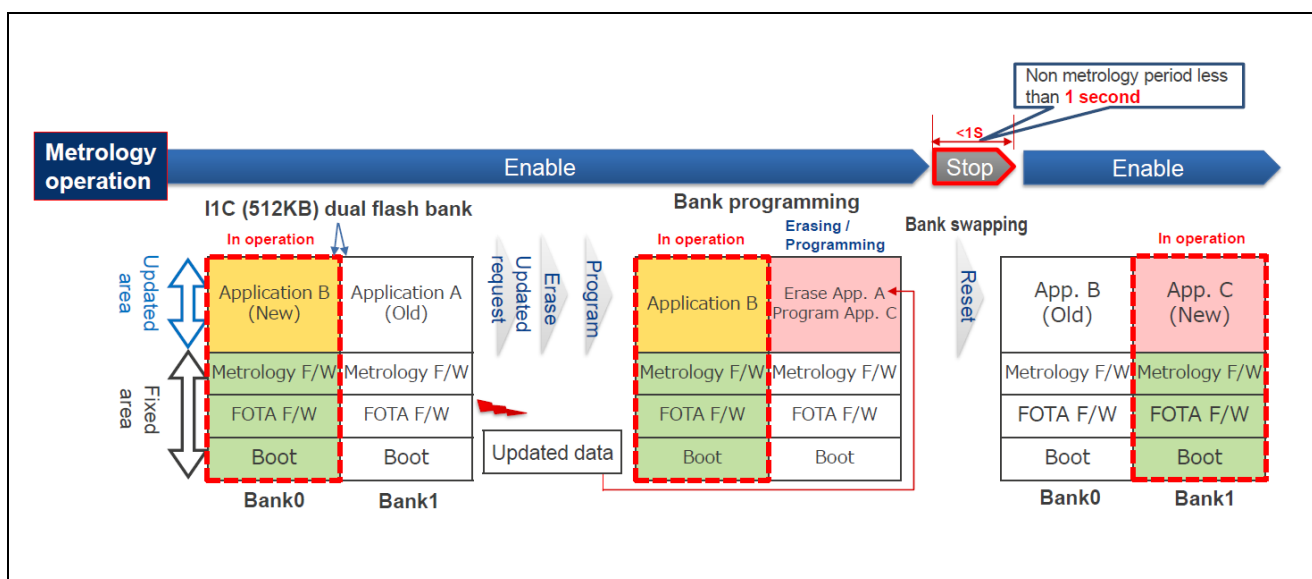 Non metrology period less
than 1 second
<1S
Metrology
operation
Enable
Stop
Enable
I1C (512KB) dual flash bank
Bank programming
Bank swapping
In operation
In operation
Erasing /
Programming
In operation
Updated
area
Fixed
area
Application B
(New)
Application A
(Old)
Metrology F/W
Metrology F/W
FOTA F/W
FOTA F/W
Boot
Boot
Bank0
Bank1
Updated
request
Erase
Program
Updated data
Application B
Erase App. A
Program App. C
Metrology F/W
Metrology F/W
FOTA F/W
FOTA F/W
Boot
Boot
Reset
App. B
(Old)
App. C
(New)
Metrology F/W
Metrology F/W
FOTA F/W
FOTA F/W
Boot
Boot
Bank0
Bank1